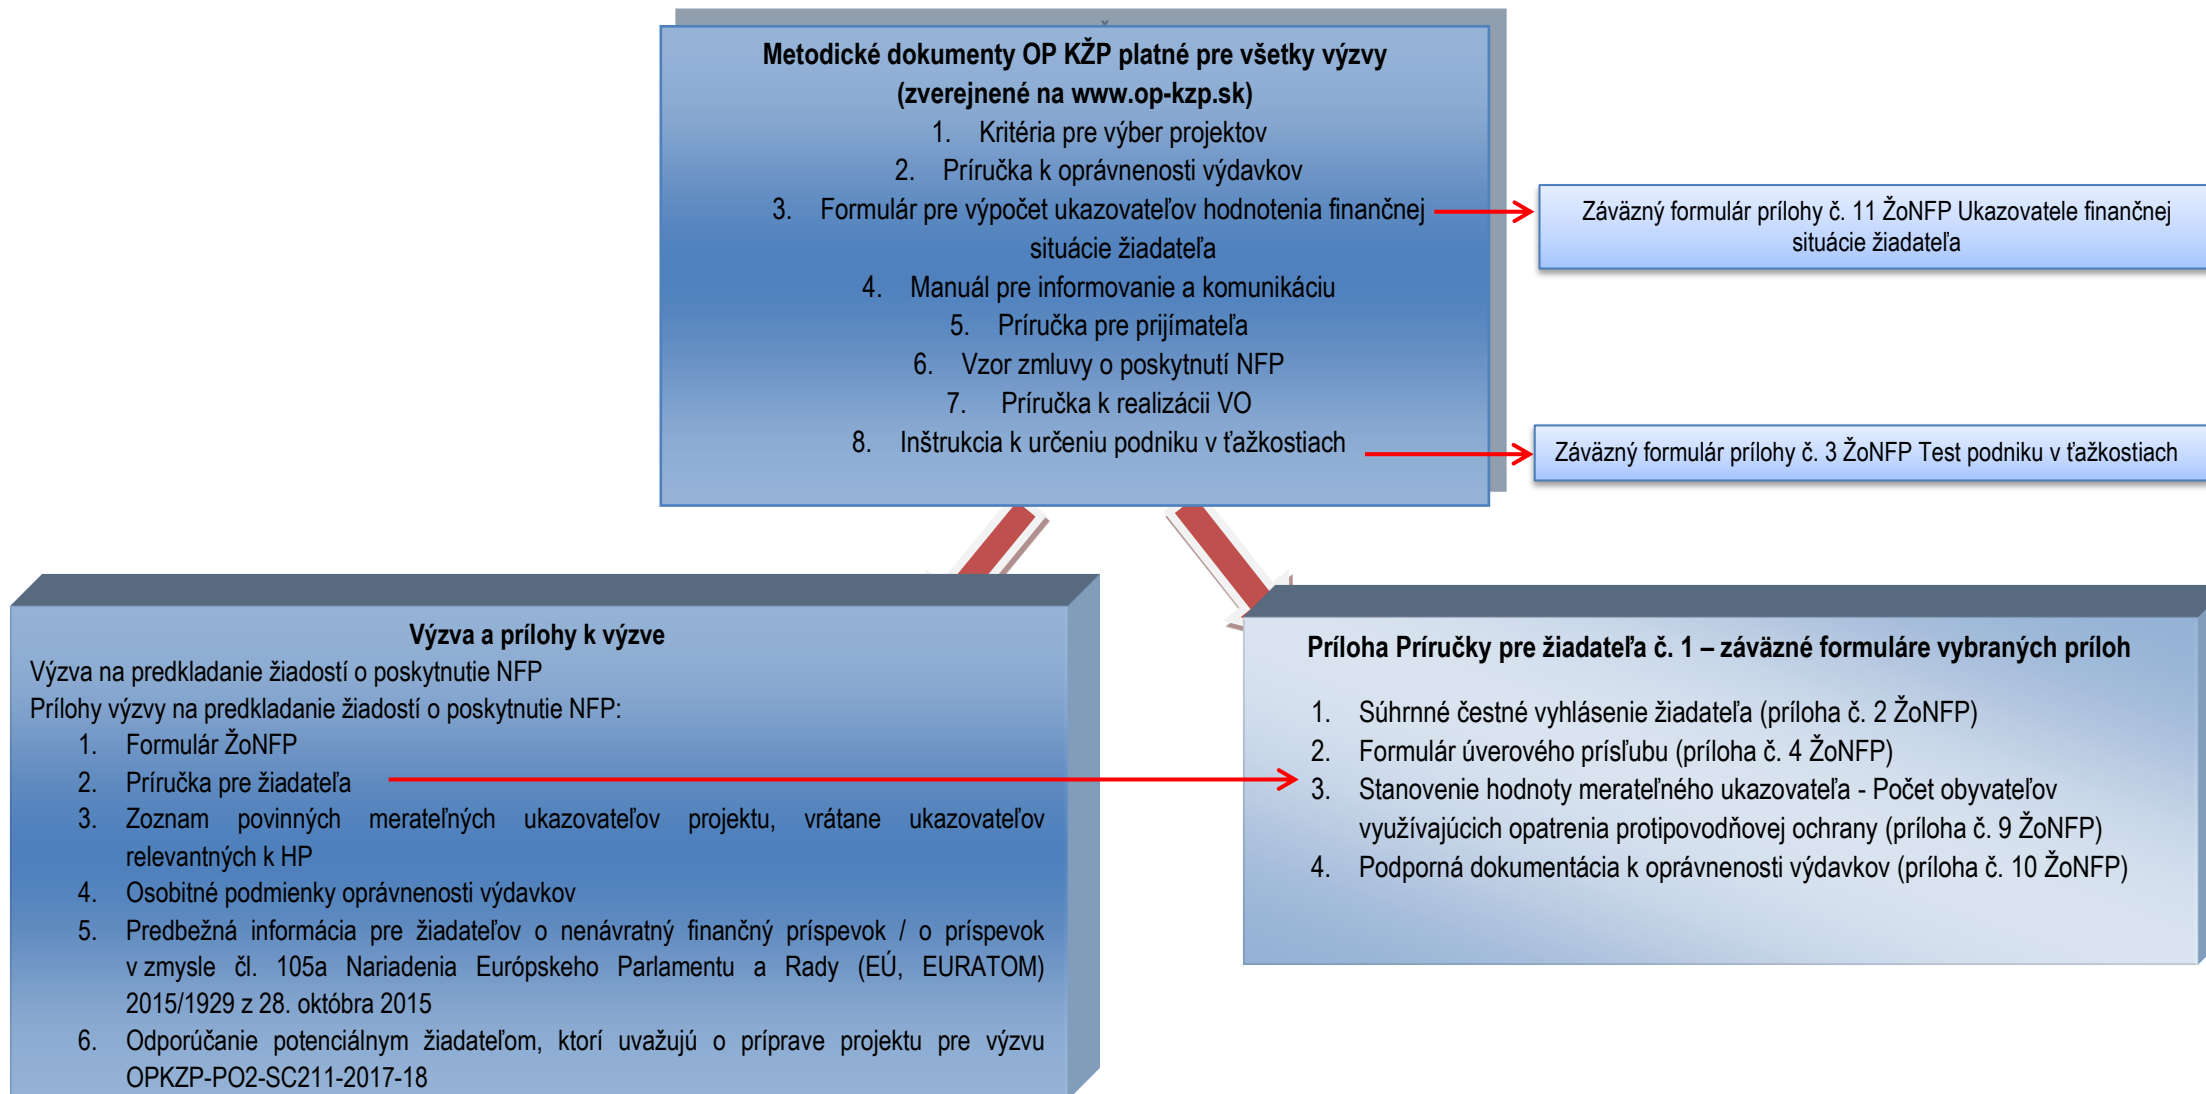 Metodické dokumenty OP KŽP platné pre všetky výzvy
(zverejnené na www.op-kzp.sk)
1. Kritéria pre výber projektov
2. Príručka k oprávnenosti výdavkov
3. Formulár pre výpočet ukazovateľov hodnotenia finančnej
situácie žiadateľa
4. Manuál pre informovanie a komunikáciu
5. Príručka pre prijímateľa
6. Vzor zmluvy o poskytnutí NFP
7. Príručka k realizácii VO
8. Inštrukcia k určeniu podniku v ťažkostiach
Záväzný formulár prílohy č. 11 ŽoNFP Ukazovatele finančnej
situácie žiadateľa
Záväzný formulár prílohy č. 3 ŽoNFP Test podniku v ťažkostiach
Výzva a prílohy k výzve
Výzva na predkladanie žiadostí o poskytnutie NFP
Prílohy výzvy na predkladanie žiadostí o poskytnutie NFP:
1. Formulár ŽoNFP
2. Príručka pre žiadateľa
3. Zoznam povinných merateľných ukazovateľov projektu, vrátane ukazovateľov
relevantných k HP
4. Osobitné podmienky oprávnenosti výdavkov
5. Predbežná informácia pre žiadateľov o nenávratný finančný príspevok / o príspevok
v zmysle čl. 105a Nariadenia Európskeho Parlamentu a Rady (EÚ, EURATOM)
2015/1929 z 28. októbra 2015
6. Odporúčanie potenciálnym žiadateľom, ktorí uvažujú o príprave projektu pre výzvu
OPKZP-PO2-SC211-2017-18
Príloha Príručky pre žiadateľa č. 1 – záväzné formuláre vybraných príloh
1. Súhrnné čestné vyhlásenie žiadateľa (príloha č. 2 ŽoNFP)
2. Formulár úverového prísľubu (príloha č. 4 ŽoNFP)
3. Stanovenie hodnoty merateľného ukazovateľa - Počet obyvateľov
využívajúcich opatrenia protipovodňovej ochrany (príloha č. 9 ŽoNFP)
4. Podporná dokumentácia k oprávnenosti výdavkov (príloha č. 10 ŽoNFP)